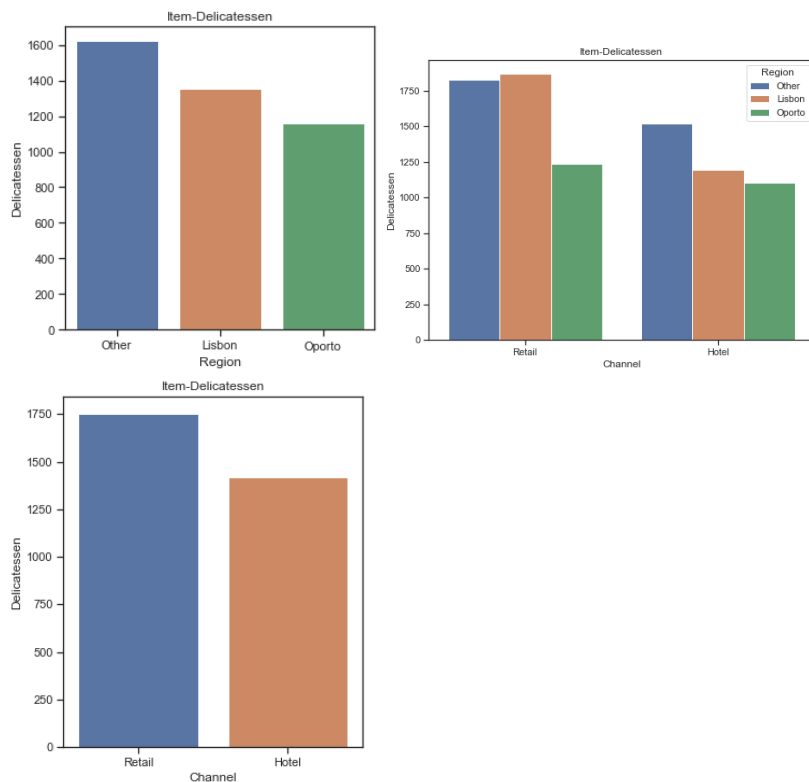 Item-Delicatessen
1600
1400
1200
1000
800
600
400
200
0
Delicatessen
Other Lisbon Oporto
Region
Item-Delicatessen
Region
Other
Lisbon
Oporto
1750
1500
1250
1000
750
500
250
0
Delicatessen
Retail Hotel
Channel
Item-Delicatessen
1750
1500
1250
1000
750
500
250
0
Delicatessen
Retail Hotel
Channel